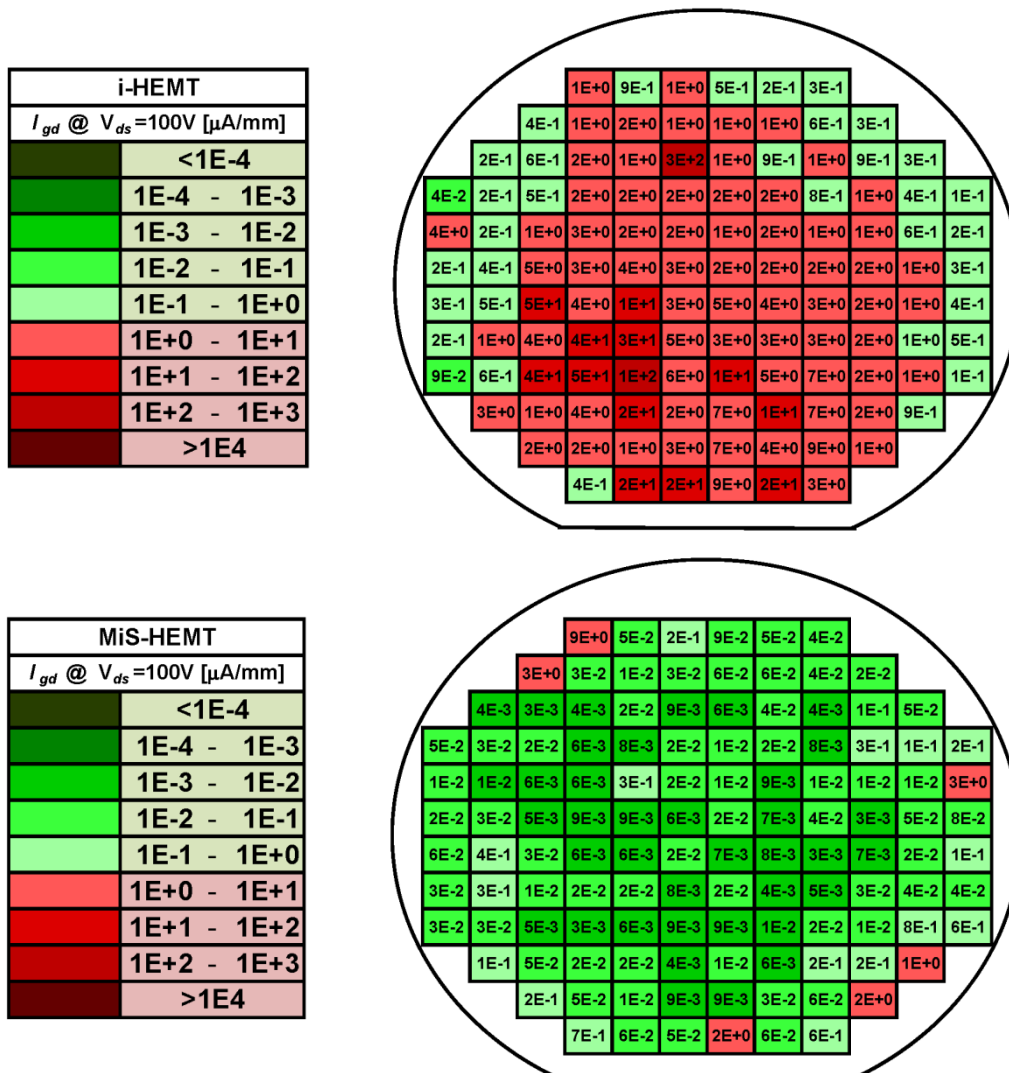 i-HEMT
I gd @ V ds =100V [µA/mm]
<1E-4
1E-4 - 1E-3
1E-3 - 1E-2
1E-2 - 1E-1
1E-1 - 1E+0
1E+0 - 1E+1
1E+1 - 1E+2
1E+2 - 1E+3
>1E4
1E+0 9E-1 1E+0 5E-1 2E-1 3E-1
4E-1 1E+0 2E+0 1E+0 1E+0 1E+0 6E-1 3E-1
2E-1 6E-1 2E+0 1E+0 3E+2 1E+0 9E-1 1E+0 9E-1 3E-1
4E-2 2E-1 5E-1 2E+0 2E+0 2E+0 2E+0 2E+0 8E-1 1E+0 4E-1 1E-1
4E+0 2E-1 1E+0 3E+0 2E+0 2E+0 1E+0 2E+0 1E+0 1E+0 6E-1 2E-1
2E-1 4E-1 5E+0 3E+0 4E+0 3E+0 2E+0 2E+0 2E+0 2E+0 1E+0 3E-1
3E-1 5E-1 5E+1 4E+0 1E+1 3E+0 5E+0 4E+0 3E+0 2E+0 1E+0 4E-1
2E-1 1E+0 4E+0 4E+1 3E+1 3E+0 3E+0 3E+0 3E+0 2E+0 1E+0 5E-1
9E-2 6E-1 4E+1 5E+1 1E+2 6E+0 1E+1 5E+0 7E+0 2E+0 1E+0 1E-1
3E+0 1E+0 4E+0 2E+1 2E+0 7E+0 1E+1 7E+0 2E+0 9E-1
2E+0 2E+0 1E+0 3E+0 7E+0 4E+0 9E+0 1E+0
4E-1 2E+1 2E+1 9E+0 2E+1 3E+0
MiS-HEMT
I gd @ V ds =100V [µA/mm]
<1E-4
1E-4 - 1E-3
1E-3 - 1E-2
1E-2 - 1E-1
1E-1 - 1E+0
1E+0 - 1E+1
1E+1 - 1E+2
1E+2 - 1E+3
>1E4
9E+0 5E-2 2E-1 9E-2 5E-2 4E-2
3E+0 3E-2 1E-2 3E-2 6E-2 6E-2 4E-2 2E-2
4E-3 3E-3 4E-3 2E-2 9E-3 6E-3 4E-2 4E-3 1E-1 5E-2
5E-2 3E-2 2E-2 6E-3 8E-3 2E-2 1E-2 2E-2 8E-3 3E-1 1E-1 2E-1
1E-2 1E-2 6E-3 6E-3 3E-1 2E-2 1E-2 9E-3 1E-2 1E-2 1E-2 3E+0
2E-2 3E-2 5E-3 9E-3 9E-3 6E-3 2E-2 7E-3 4E-2 3E-3 5E-2 8E-2
6E-2 4E-1 3E-2 6E-3 6E-3 2E-2 7E-3 8E-3 3E-3 7E-3 2E-2 1E-1
3E-2 3E-1 1E-2 2E-2 2E-2 8E-3 2E-2 4E-3 5E-3 3E-2 4E-2 4E-2
3E-2 3E-2 5E-3 3E-3 6E-3 9E-3 9E-3 1E-2 2E-2 1E-2 8E-1 6E-1
1E-1 5E-2 2E-2 2E-2 4E-3 1E-2 6E-3 2E-1 2E-1 1E+0
2E-1 5E-2 1E-2 9E-3 9E-3 3E-2 6E-2 2E+0
7E-1 6E-2 5E-2 2E+0 6E-2 6E-1